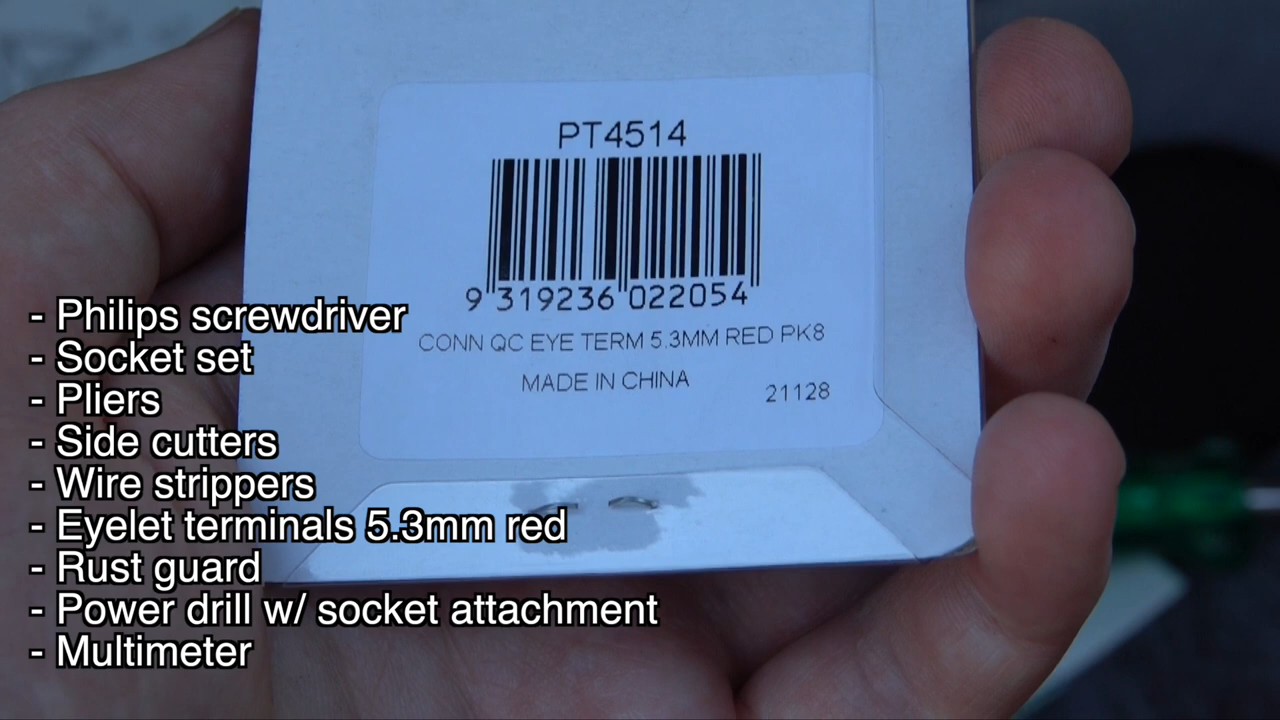 PT4514
9 319236 022054
CONN QC EYE TERM 5.3MM RED PK8
MADE IN CHINA
21128
- Philips screwdriver
- Socket set
- Pliers
- Side cutters
- Wire strippers
- Eyelet terminals 5.3mm red
- Rust guard
- Power drill w/ socket attachment
- Multimeter